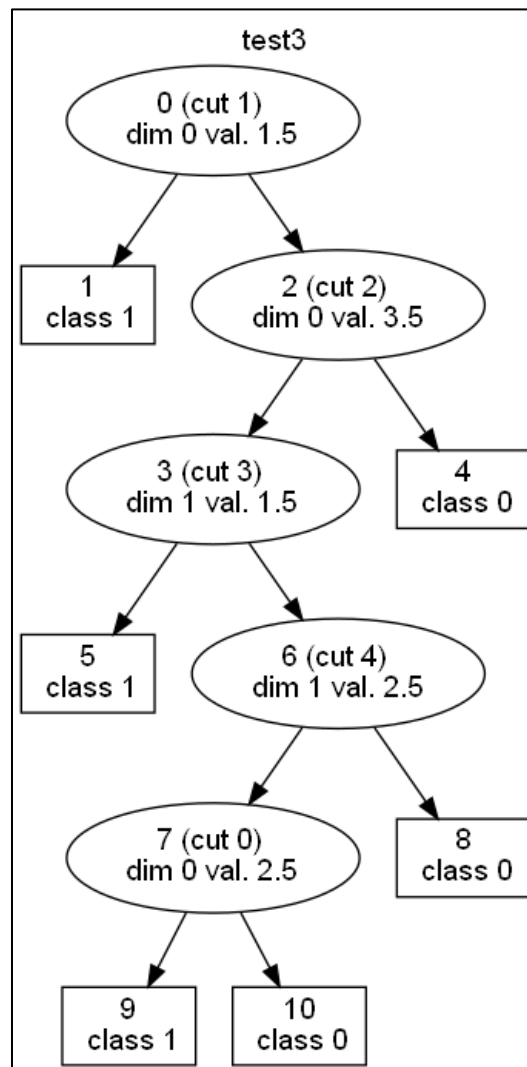 test3
0 (cut 1)
dim 0 val. 1.5
1
class 1
2 (cut 2)
dim 0 val. 3.5
3 (cut 3)
dim 1 val. 1.5
4
class 0
5
class 1
6 (cut 4)
dim 1 val. 2.5
7 (cut 0)
dim 0 val. 2.5
8
class 0
9
class 1
10
class 0